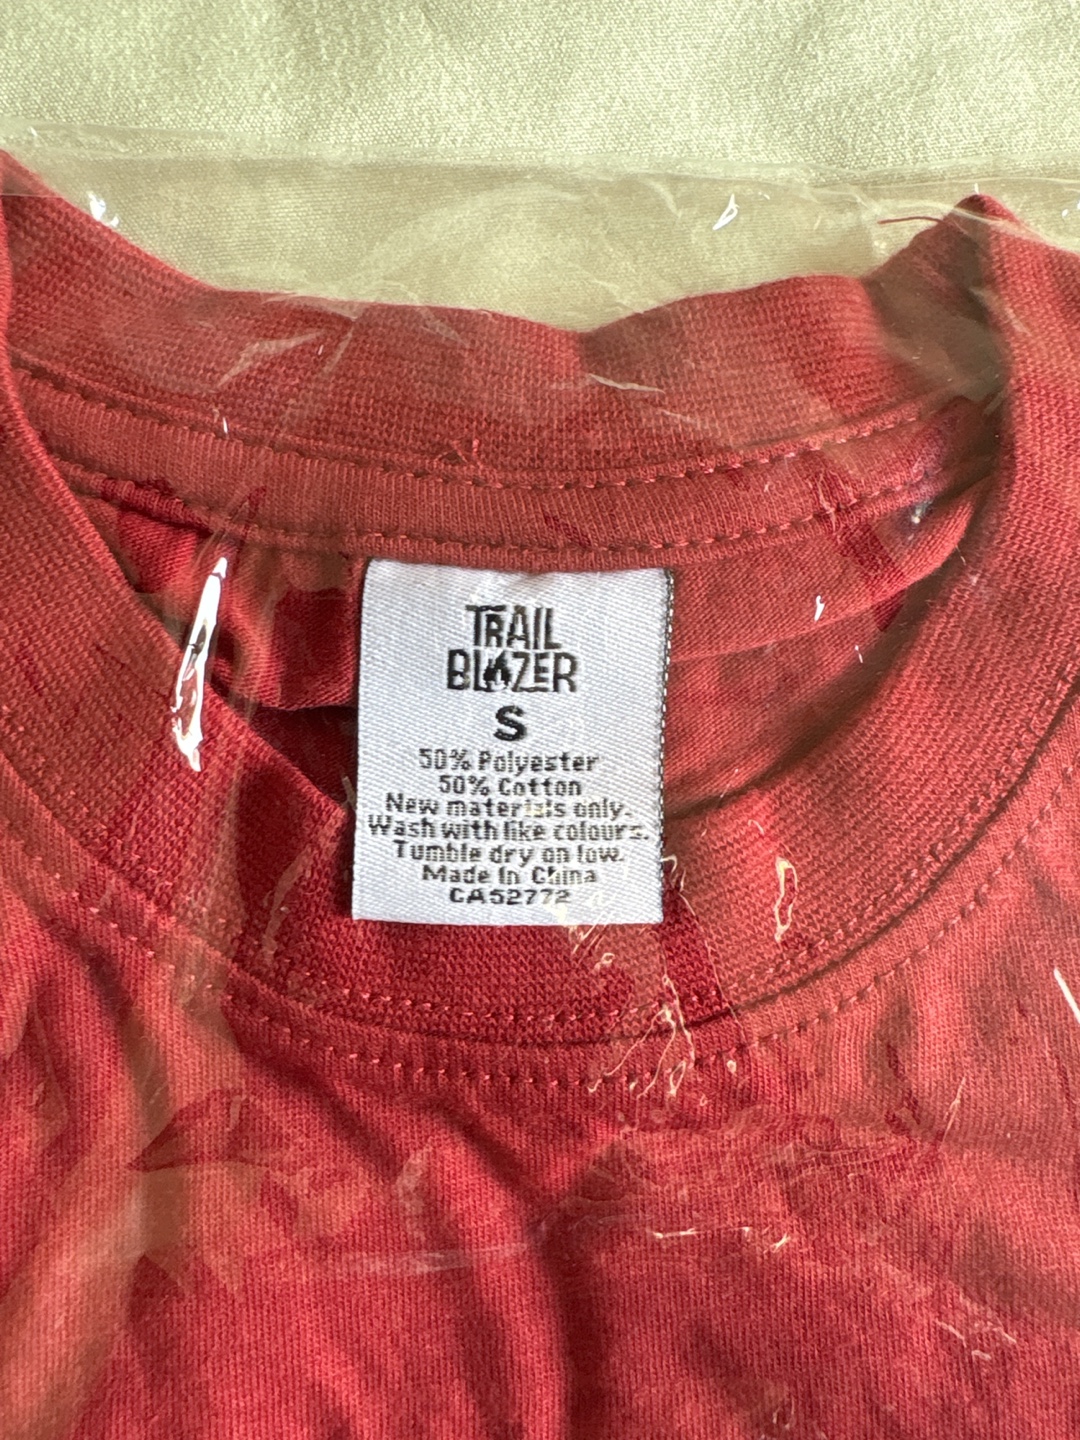 TRAIL
BLAZER
S
50% Polyester
50% Cotton
New materials only.
Wash with like colours.
Tumble dry on low.
Made In China
CA52772